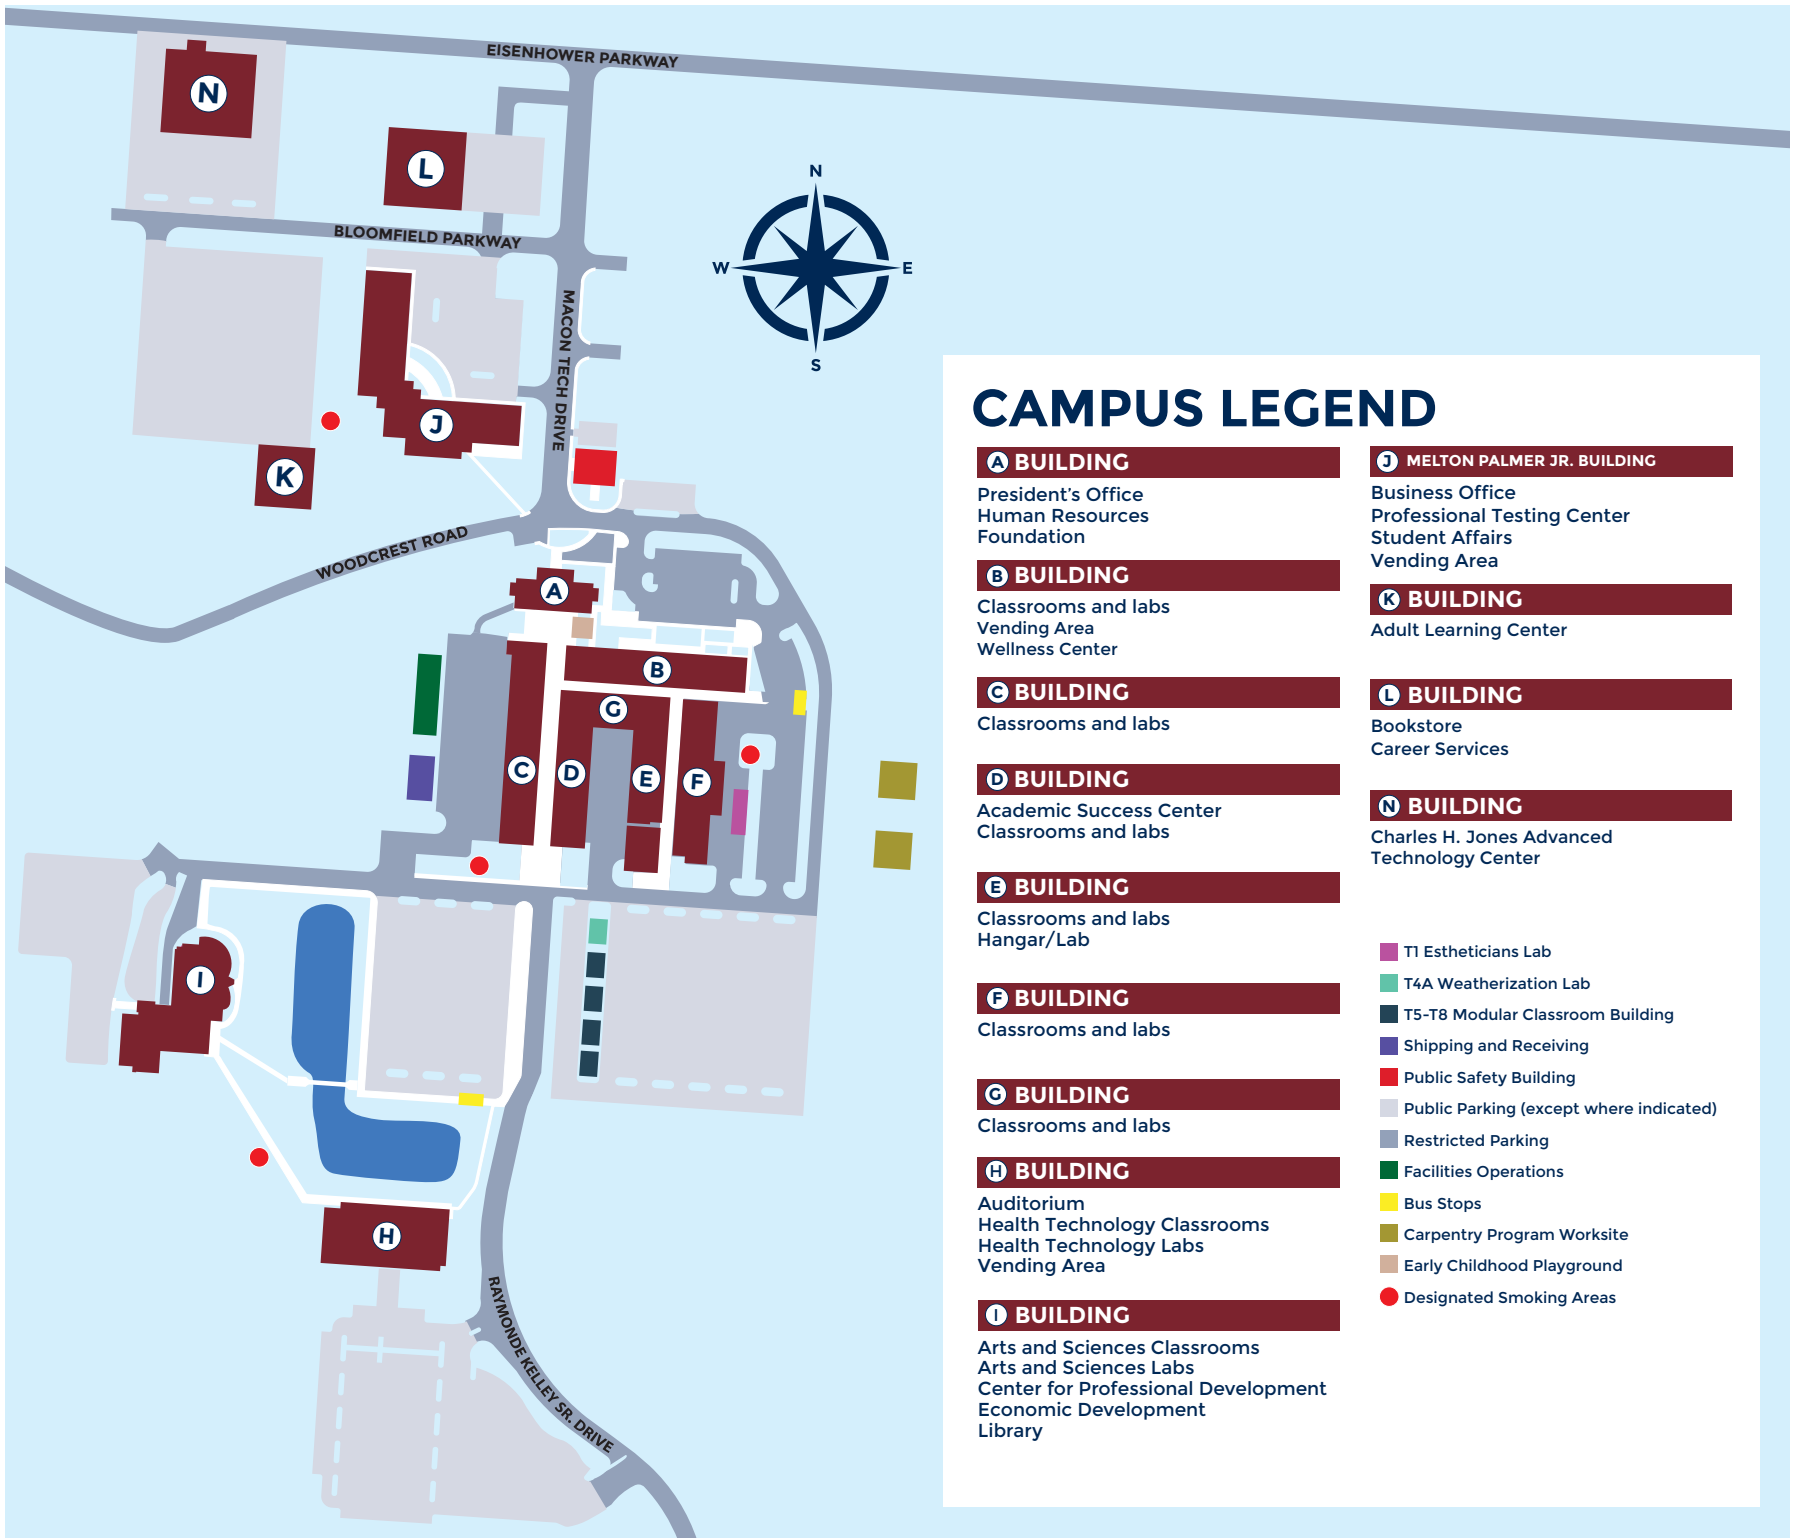 EISENHOWER PARKWAY
N
L
BLOOMFIELD PARKWAY
N
W
E
S
MACON TECH DRIVE
J
K
WOODCREST ROAD
A
B
G
C
D
E
F
I
H
RAYMONDE KELLEY SR. DRIVE
CAMPUS LEGEND
A BUILDING
President's Office
Human Resources
Foundation
B BUILDING
Classrooms and labs
Vending Area
Wellness Center
C BUILDING
Classrooms and labs
D BUILDING
Academic Success Center
Classrooms and labs
E BUILDING
Classrooms and labs
Hangar/Lab
F BUILDING
Classrooms and labs
G BUILDING
Classrooms and labs
H BUILDING
Auditorium
Health Technology Classrooms
Health Technology Labs
Vending Area
I BUILDING
Arts and Sciences Classrooms
Arts and Sciences Labs
Center for Professional Development
Economic Development
Library
J MELTON PALMER JR. BUILDING
Business Office
Professional Testing Center
Student Affairs
Vending Area
K BUILDING
Adult Learning Center
L BUILDING
Bookstore
Career Services
N BUILDING
Charles H. Jones Advanced
Technology Center
T1 Estheticians Lab
T4A Weatherization Lab
T5-T8 Modular Classroom Building
Shipping and Receiving
Public Safety Building
Public Parking (except where indicated)
Restricted Parking
Facilities Operations
Bus Stops
Carpentry Program Worksite
Early Childhood Playground
Designated Smoking Areas